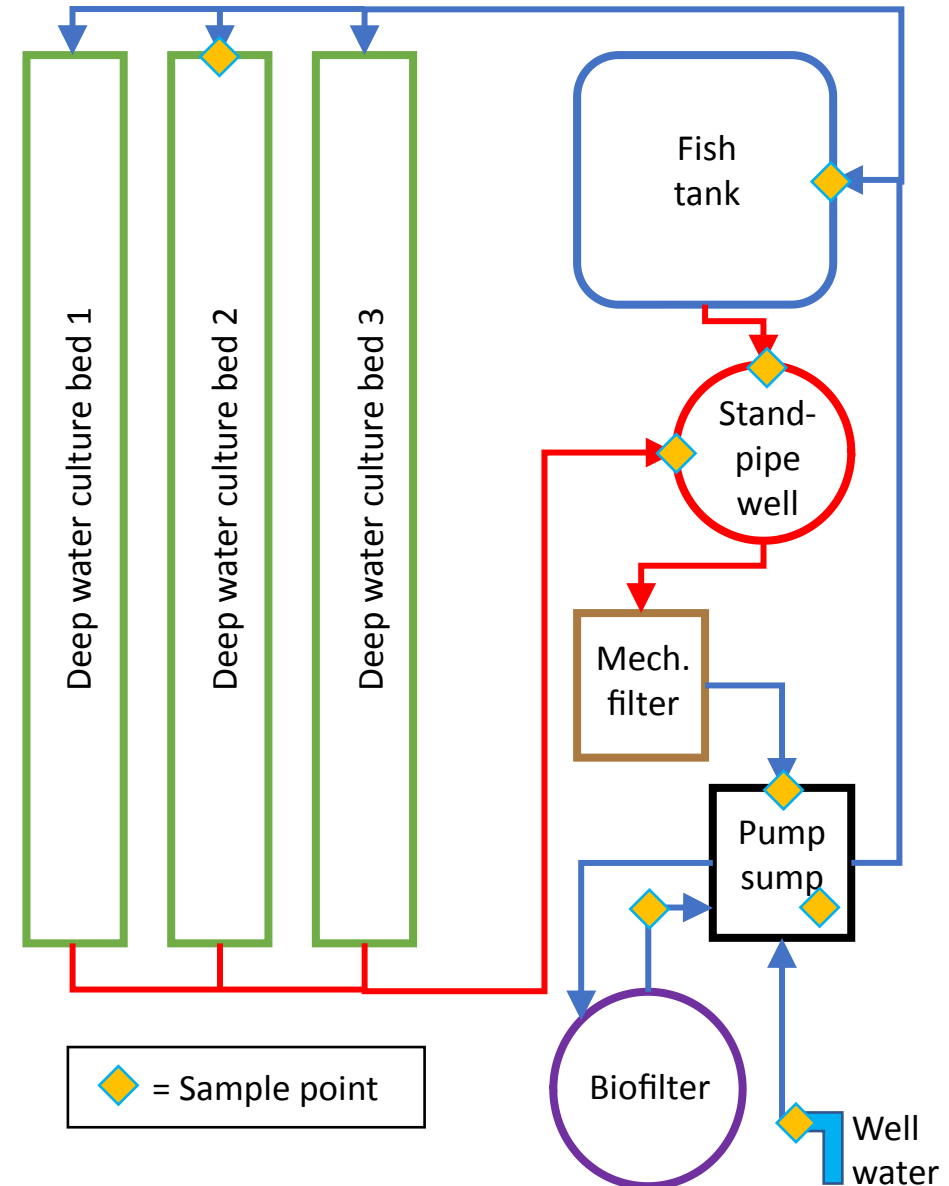 Fish
tank
Deep water culture bed 1
Deep water culture bed 2
Deep water culture bed 3
Stand-
pipe
well
Mech.
filter
Pump
sump
= Sample point
Biofilter
Well
water